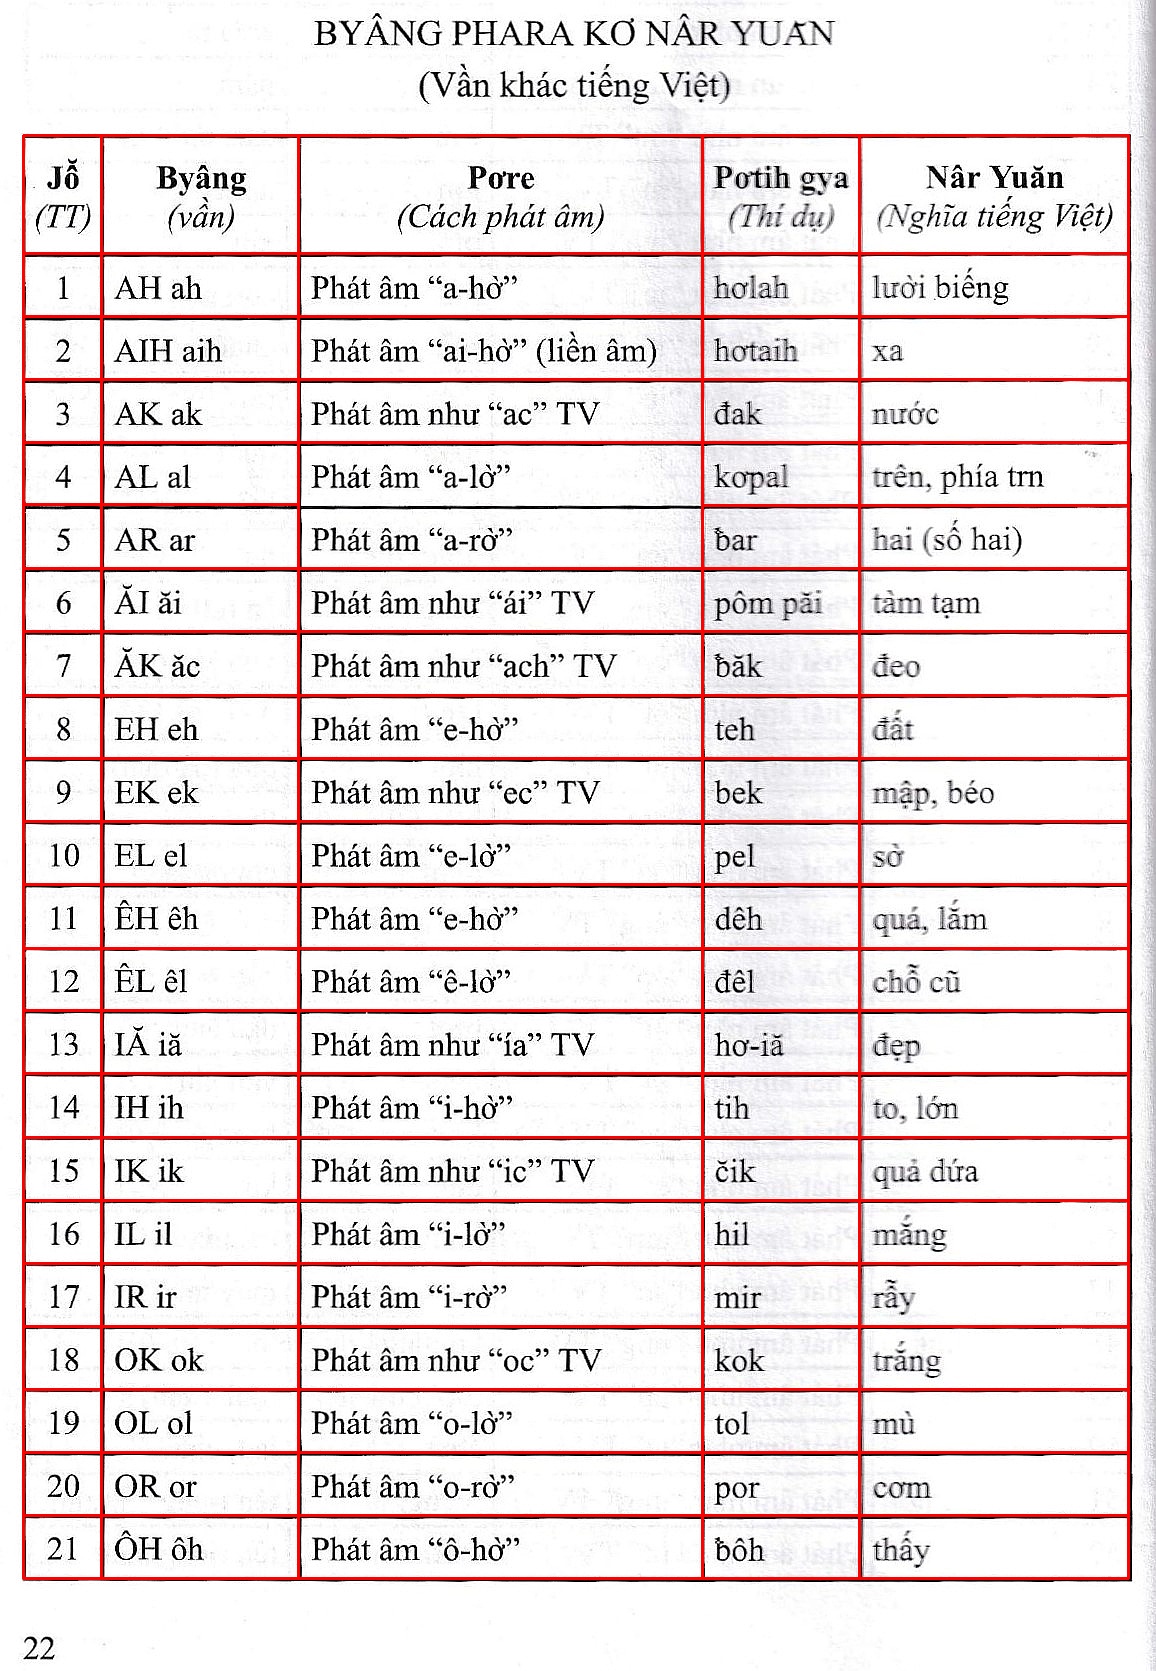 BYÂNG PHARA KƠ NÂR YUĂN
(Vần khác tiếng Việt)
Jỗ Byâng Pơre Pơtih gya Nâr Yuăn
(TT) (vần) (Cách phát âm) (Thí dụ) (Nghĩa tiếng Việt)
1 AH ah Phát âm “a-hờ” hơlah lười biếng
2 AIH aih Phát âm “ai-hờ” (liền âm) hơtaih xa
3 AK ak Phát âm như “ac” TV đak nước
4 AL al Phát âm “a-lờ” kơpal trên, phía trn
5 AR ar Phát âm “a-rờ” ƀar hai (số hai)
6 ĂI ăi Phát âm như “ái” TV pôm păi tàm tạm
7 ĂK ăc Phát âm như “ach” TV ƀăk đeo
8 EH eh Phát âm “e-hờ” teh đất
9 EK ek Phát âm như “ec” TV bek mập, béo
10 EL el Phát âm “e-lờ” pel sờ
11 ÊH êh Phát âm “e-hờ” dêh quá, lắm
12 ÊL êl Phát âm “ê-lờ” đêl chỗ cũ
13 IĂ iă Phát âm như “ía” TV hơ-iă đẹp
14 IH ih Phát âm “i-hờ” tih to, lớn
15 IK ik Phát âm như “ic” TV čik quả dứa
16 IL il Phát âm “i-lờ” hil mắng
17 IR ir Phát âm “i-rờ” mir rẫy
18 OK ok Phát âm như “oc” TV kok trắng
19 OL ol Phát âm “o-lờ” tol mù
20 OR or Phát âm “o-rờ” por cơm
21 ÔH ôh Phát âm “ô-hờ” ƀôh thấy
22